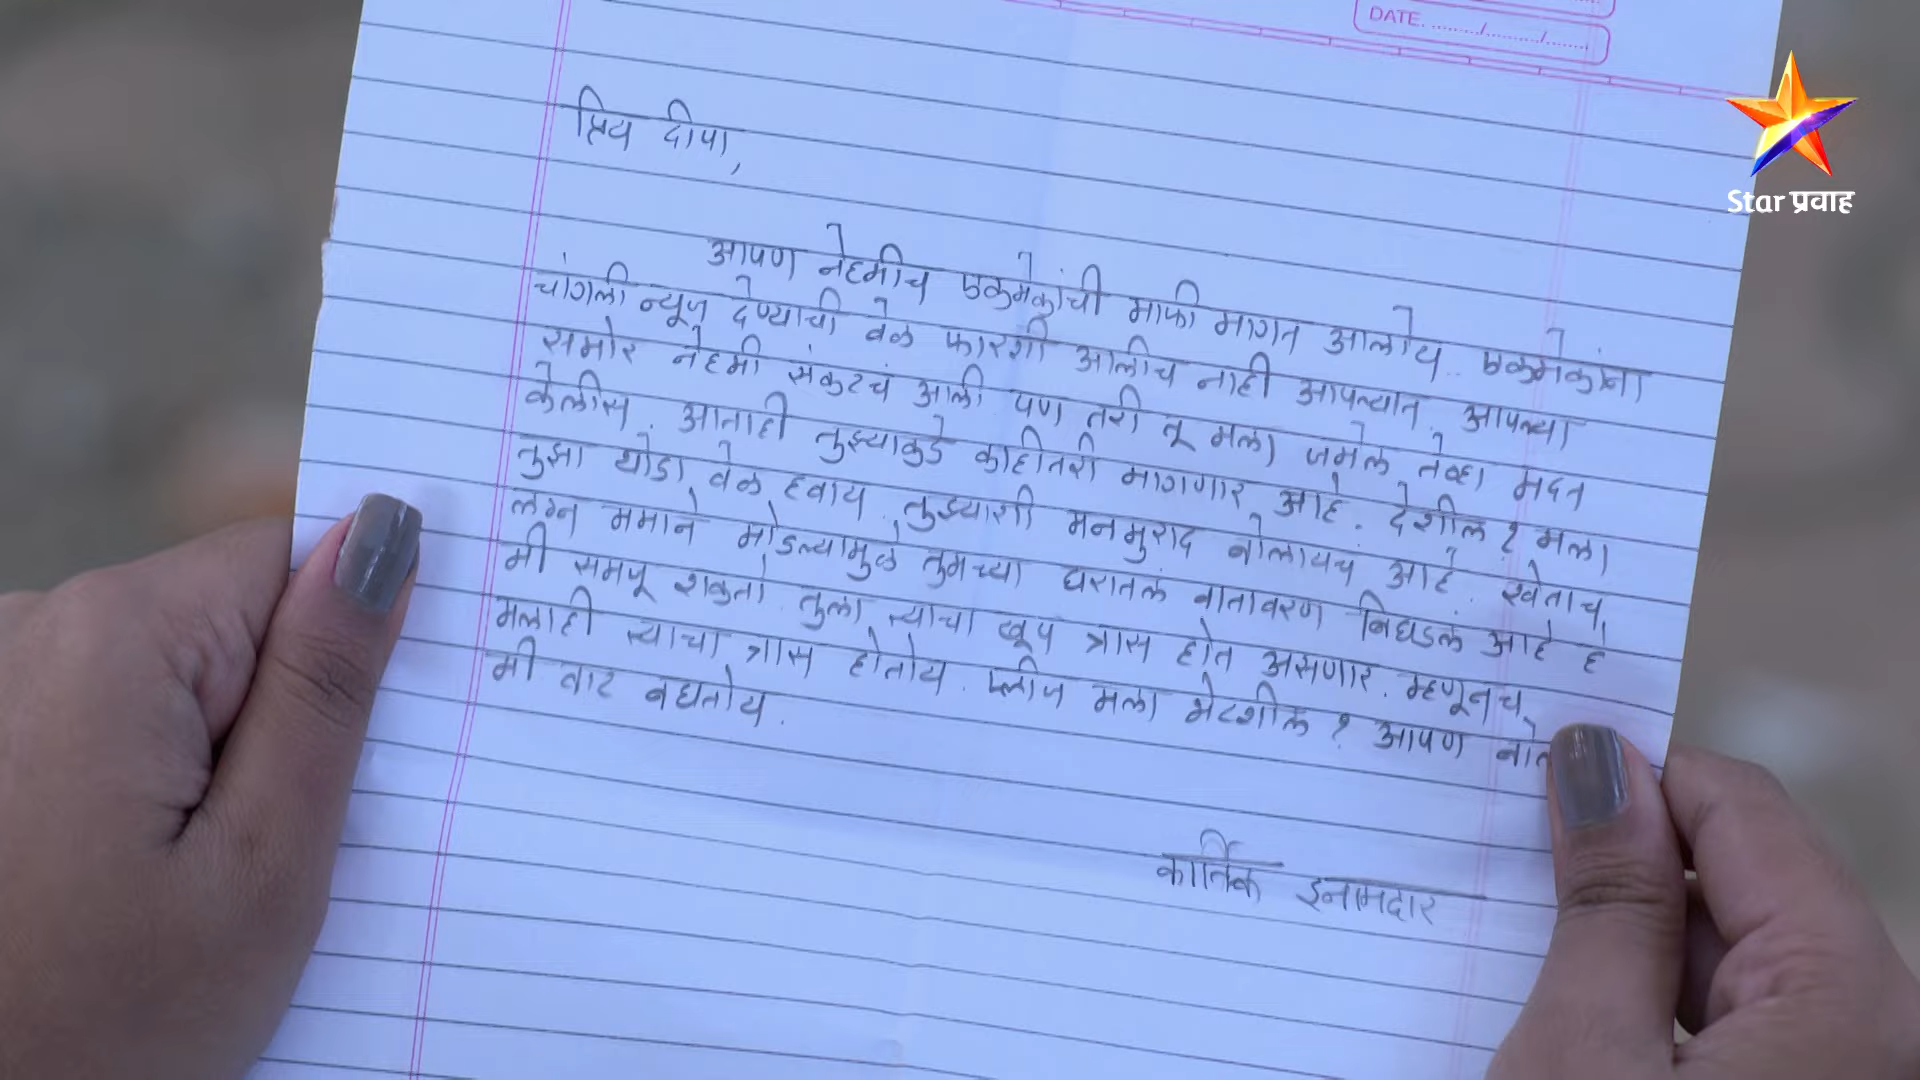 DATE. ......../........../........
Star प्रवाह
प्रिय दीपा,
आपण नेहमीच एकमेकांची माफी मागत आलोय.. एकमेकांना
चांगली न्यूज देण्याची वेळ फारशी आलीच नाही आपल्यात. आपल्या
समोर नेहमी संकटचं आली पण तरी तू मला जमेल तेव्हा मदत
केलीस. आताही तुझ्याकडे काहीतरी मागणार आहे. देशील? मला
तुझा थोडा वेळ हवाय. तुझ्याशी मनमुराद बोलायचं आहे. श्वेताचं
लग्न ममाने मोडल्यामुळे तुमच्या घरातलं वातावरण बिघडलं आहे हे
मी समजू शकतो. तुला त्याचा खूप त्रास होत असणार. म्हणूनच
मलाही त्याचा त्रास होतोय. प्लीज मला भेटशील? आपण
मी वाट बघतोय.
कार्तिक इनामदार